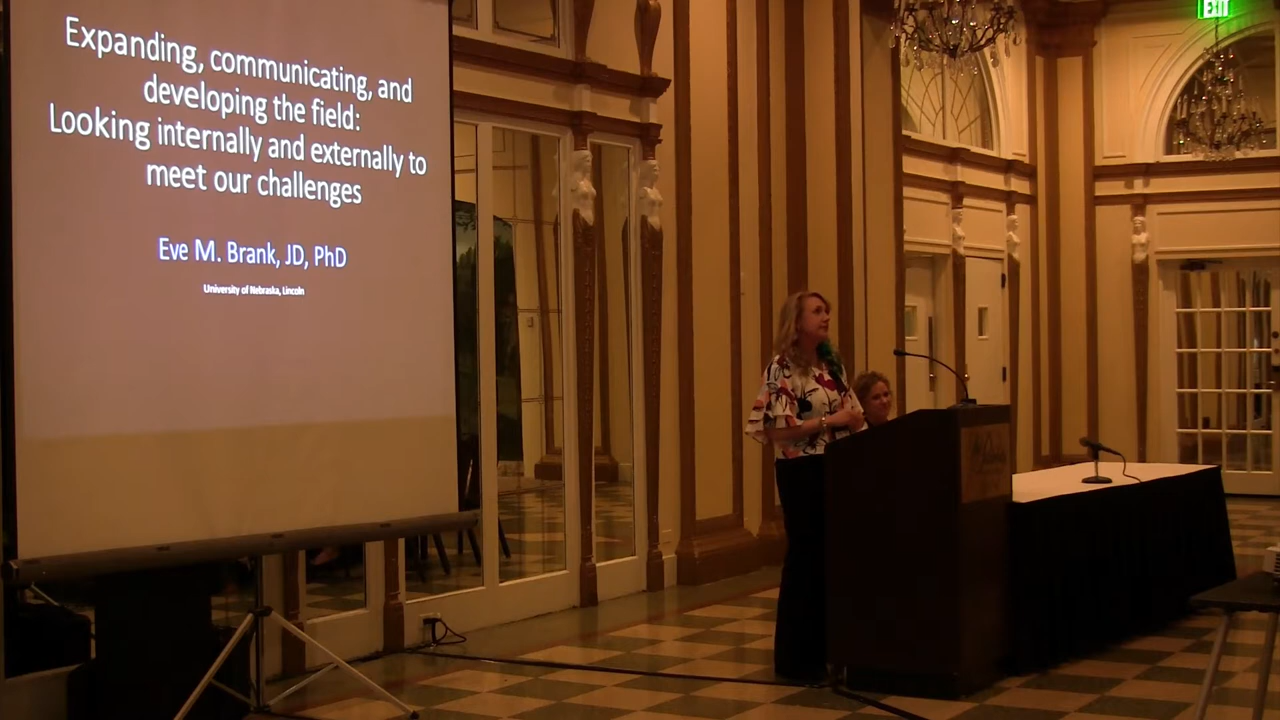 EXIT
Expanding, communicating, and
developing the field:
Looking internally and externally to
meet our challenges
Eve M. Brank, JD, PhD
University of Nebraska, Lincoln